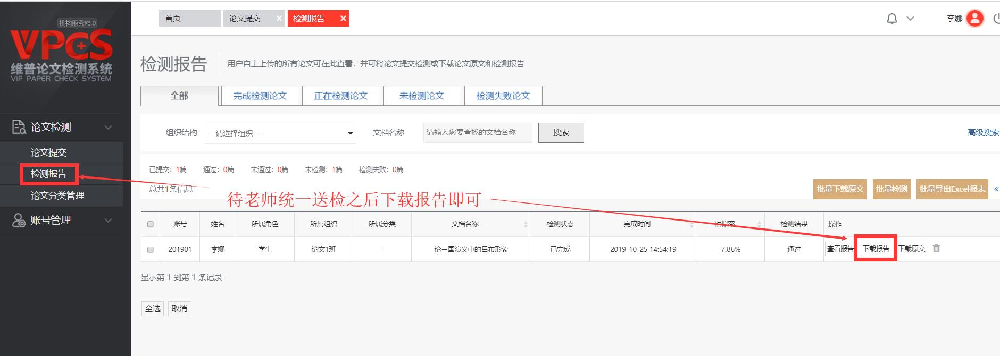 机构服务V5.0
VPCS
维普论文检测系统
VIP PAPER CHECK SYSTEM
论文检测
论文提交
检测报告
论文分类管理
账号管理
首页
论文提交
检测报告
李娜
检测报告
用户自主上传的所有论文可在此查看，并可将论文提交检测或下载论文原文和检测报告
全部 完成检测论文 正在检测论文 未检测论文 检测失败论文
组织结构 ---请选择组织--- 文档名称 请输入您要查找的文档名称 搜索 高级搜索
已提交：1篇 通过：0篇 未通过：0篇 未检测：1篇 检测失败：0篇
总共1条信息
批量下载原文 批量检测 批量导出Excel报表 «
待老师统一送检之后下载报告即可
账号 姓名 所属角色 所属组织 所属分类 文档名称 检测状态 完成时间 相似率 检测结果 操作
201901 李娜 学生 论文1班 - 论三国演义中的吕布形象 已完成 2019-10-25 14:54:19 7.86% 通过 查看报告 下载报告 下载原文
显示第 1 到第 1 条记录
全选 取消